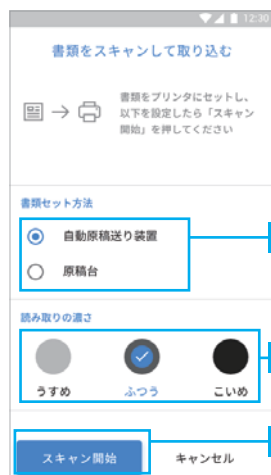 12:30
書類をスキャンして取り込む
書類をプリンタにセットし、
以下を設定したら「スキャン
開始」を押してください
書類セット方法
自動原稿送り装置
原稿台
読み取りの濃さ
うすめ ふつう こいめ
スキャン開始 キャンセル